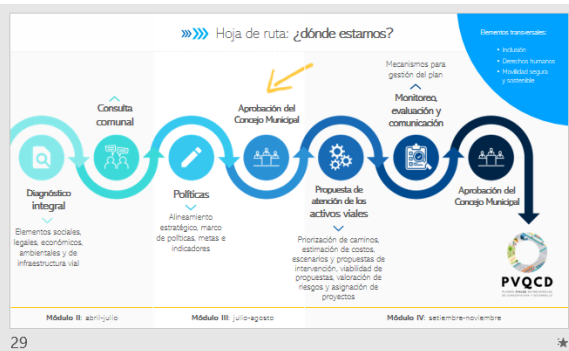 Hoja de ruta: ¿dónde estamos?
Elementos transversales:
• Inclusión
• Derechos humanos
• Movilidad segura
y sostenible
Consulta
comunal
Aprobación del
Concejo Municipal
Mecanismos para
gestión del plan
Monitoreo,
evaluación y
comunicación
Diagnóstico
integral
Elementos sociales,
legales, económicos,
ambientales y de
infraestructura vial
Políticas
Alineamiento
estratégico, marco
de políticas, metas e
indicadores
Propuesta de
atención de los
activos viales
Priorización de caminos,
estimación de costos,
escenarios y propuestas de
intervención, viabilidad de
propuestas, valoración de
riesgos y asignación de
proyectos
Aprobación del
Concejo Municipal
PVQCD
Módulo II: abril-julio
Módulo III: julio-agosto
Módulo IV: setiembre-noviembre
29